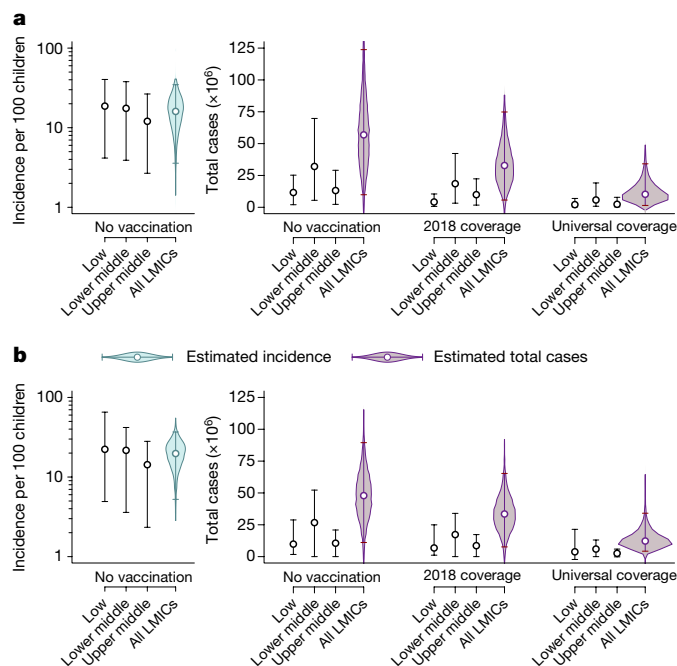 a
Incidence per 100 children
100
10
1
No vaccination
Low
Lower middle
Upper middle
All LMICs
Total cases (×10⁶)
125
100
75
50
25
0
No vaccination
2018 coverage
Universal coverage
Low
Lower middle
Upper middle
All LMICs
Low
Lower middle
Upper middle
All LMICs
Low
Lower middle
Upper middle
All LMICs
b
Estimated incidence
Estimated total cases
Incidence per 100 children
100
10
1
No vaccination
Low
Lower middle
Upper middle
All LMICs
Total cases (×10⁶)
125
100
75
50
25
0
No vaccination
2018 coverage
Universal coverage
Low
Lower middle
Upper middle
All LMICs
Low
Lower middle
Upper middle
All LMICs
Low
Lower middle
Upper middle
All LMICs